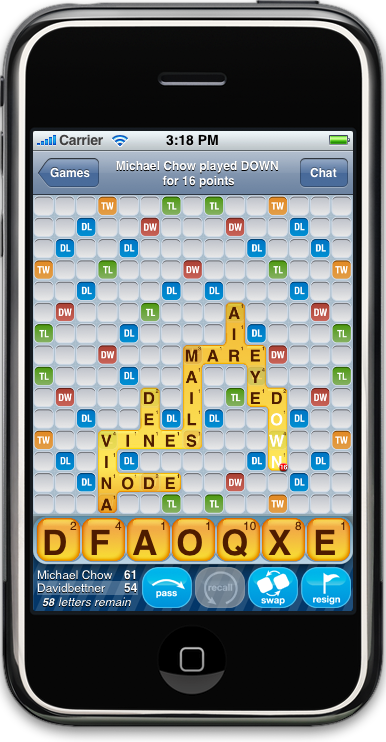 Carrier 3:18 PM
Games
Michael Chow played DOWN
for 16 points
Chat
TW TL TL TW
DL DW DW DL
DL DL DL DL
TW TL DW TL TW
DL DL DL DL
DW TL A DW
TL DL I DL TL
DW M A R E DW
TL DL A Y TL
DW D I TL E D DW
DL E DL L DL O DL
TW V I N E S W TW
DL I DL N 16 DL
DL N O D E DW DL
A TL TL TW
D 2 F 4 A 1 O 1 Q 10 X 8 E 1
Michael Chow 61
Davidbettner 54
58 letters remain
pass
recall
swap
resign